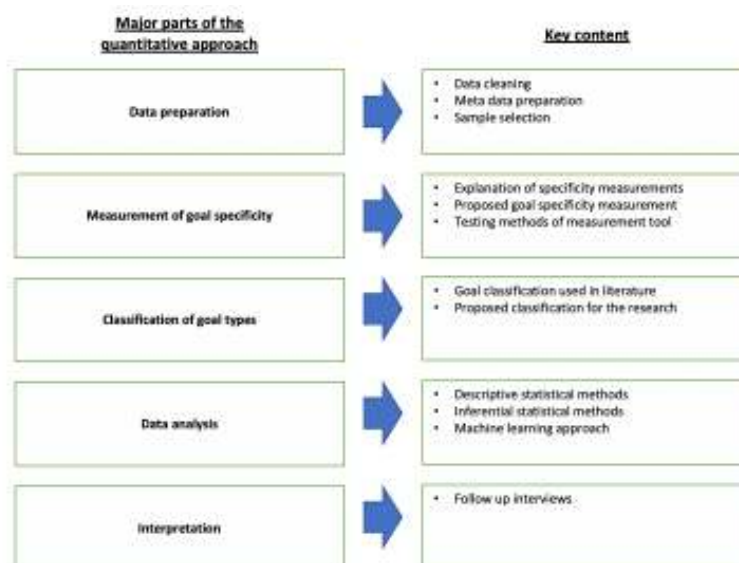 Major parts of the
quantitative approach
Key content
Data preparation
• Data cleaning
• Meta data preparation
• Sample selection
Measurement of goal specificity
• Explanation of specificity measurements
• Proposed goal specificity measurement
• Testing methods of measurement tool
Classification of goal types
• Goal classification used in literature
• Proposed classification for the research
Data analysis
• Descriptive statistical methods
• Inferential statistical methods
• Machine learning approach
Interpretation
• Follow up interviews